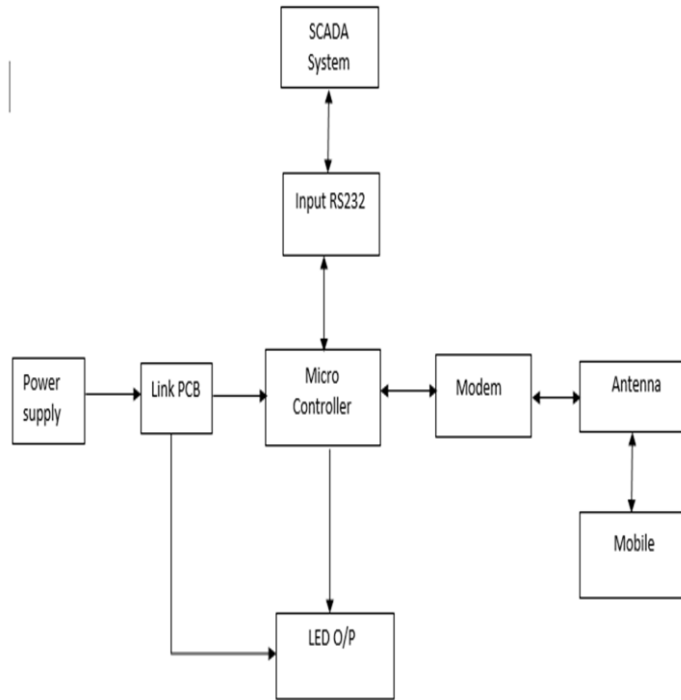 SCADA
System
Input RS232
Power
supply
Link PCB
Micro
Controller
Modem
Antenna
Mobile
LED O/P